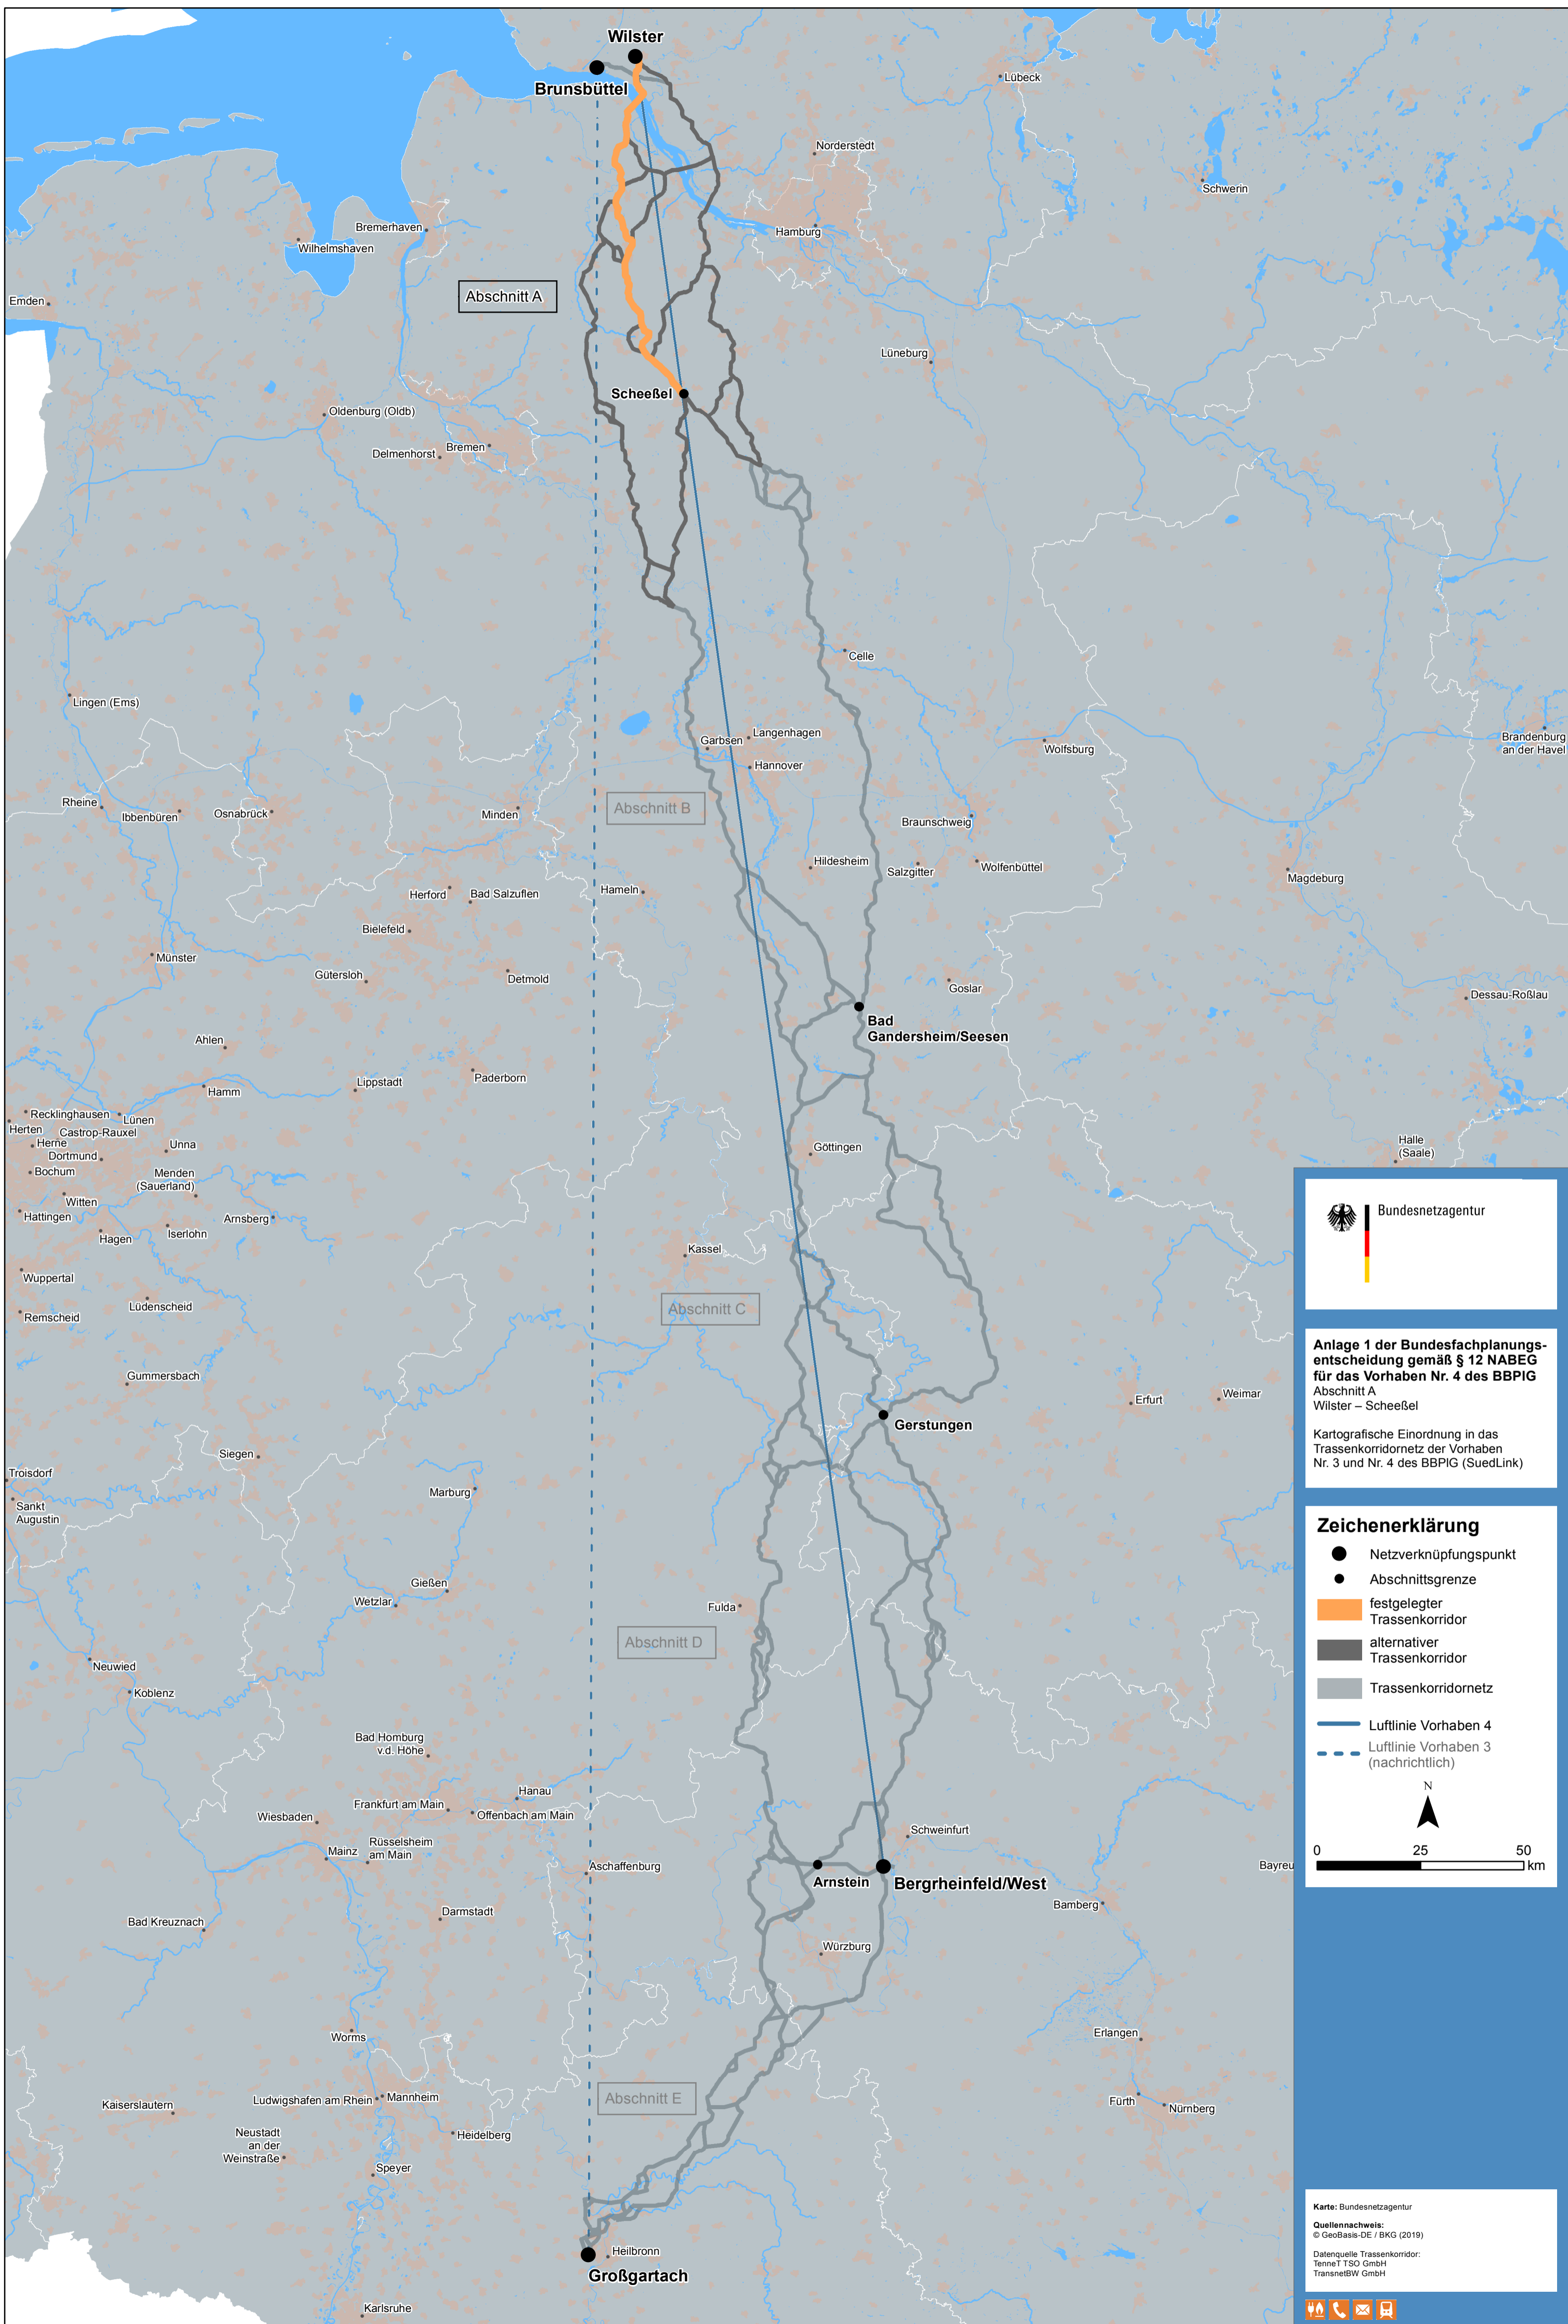 Wilster
Brunsbüttel
Lübeck
Norderstedt
Schwerin
Bremerhaven
Wilhelmshaven
Hamburg
Emden
Abschnitt A
Lüneburg
Scheeßel
Oldenburg (Oldb)
Bremen
Delmenhorst
Celle
Lingen (Ems)
Langenhagen
Garbsen
Wolfsburg
Brandenburg
an der Havel
Hannover
Rheine
Ibbenbüren
Osnabrück
Minden
Abschnitt B
Braunschweig
Hildesheim
Salzgitter
Wolfenbüttel
Magdeburg
Herford
Bad Salzuflen
Hameln
Bielefeld
Münster
Gütersloh
Detmold
Goslar
Dessau-Roßlau
Bad
Gandersheim/Seesen
Ahlen
Paderborn
Lippstadt
Hamm
Recklinghausen
Lünen
Herten
Castrop-Rauxel
Herne
Unna
Dortmund
Göttingen
Halle
(Saale)
Bochum
Menden
(Sauerland)
Witten
Hattingen
Arnsberg
Iserlohn
Hagen
Kassel
Wuppertal
Lüdenscheid
Remscheid
Abschnitt C
Gummersbach
Erfurt
Weimar
Gerstungen
Siegen
Troisdorf
Marburg
Sankt
Augustin
Gießen
Wetzlar
Fulda
Abschnitt D
Neuwied
Koblenz
Bad Homburg
v.d. Höhe
Hanau
Frankfurt am Main
Offenbach am Main
Wiesbaden
Schweinfurt
Rüsselsheim
am Main
Mainz
Aschaffenburg
Bayreu
Arnstein
Bergrheinfeld/West
Bamberg
Darmstadt
Bad Kreuznach
Würzburg
Worms
Erlangen
Abschnitt E
Ludwigshafen am Rhein
Mannheim
Kaiserslautern
Fürth
Nürnberg
Neustadt
an der
Weinstraße
Heidelberg
Speyer
Heilbronn
Großgartach
Karlsruhe
Bundesnetzagentur
Anlage 1 der Bundesfachplanungs-
entscheidung gemäß § 12 NABEG
für das Vorhaben Nr. 4 des BBPlG
Abschnitt A
Wilster – Scheeßel
Kartografische Einordnung in das
Trassenkorridornetz der Vorhaben
Nr. 3 und Nr. 4 des BBPlG (SuedLink)
Zeichenerklärung
Netzverknüpfungspunkt
Abschnittsgrenze
festgelegter
Trassenkorridor
alternativer
Trassenkorridor
Trassenkorridornetz
Luftlinie Vorhaben 4
Luftlinie Vorhaben 3
(nachrichtlich)
N
0 25 50
km
Karte: Bundesnetzagentur
Quellennachweis:
© GeoBasis-DE / BKG (2019)
Datenquelle Trassenkorridor:
TenneT TSO GmbH
TransnetBW GmbH